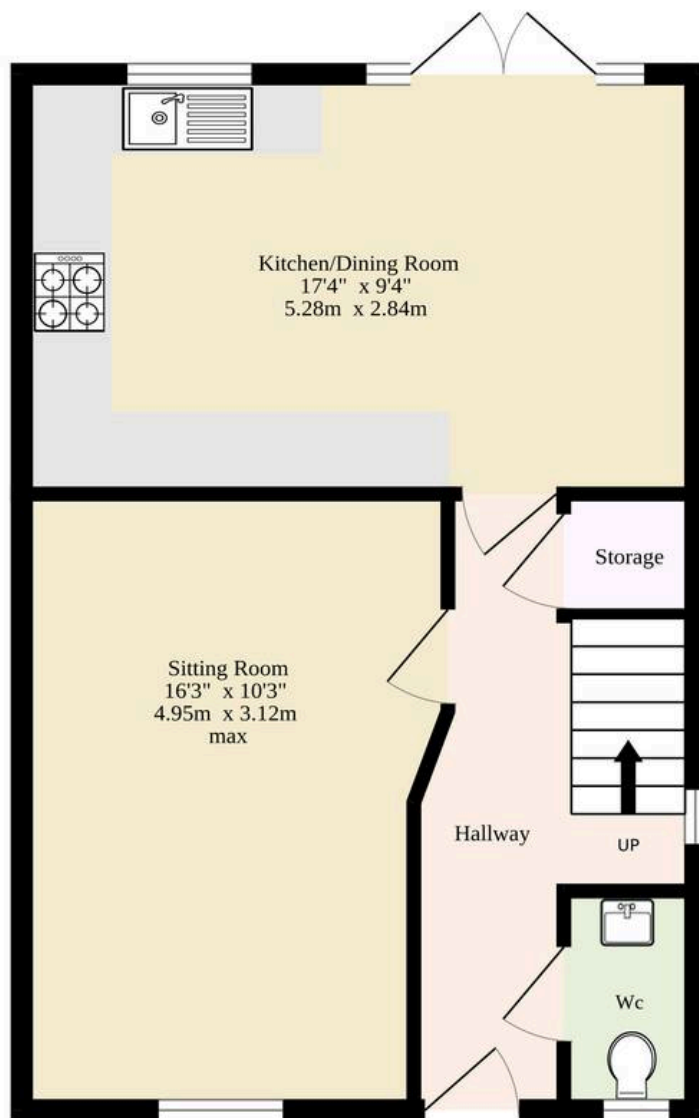 Kitchen/Dining Room
17'4" x 9'4"
5.28m x 2.84m
Storage
Sitting Room
16'3" x 10'3"
4.95m x 3.12m
max
Hallway
UP
Wc